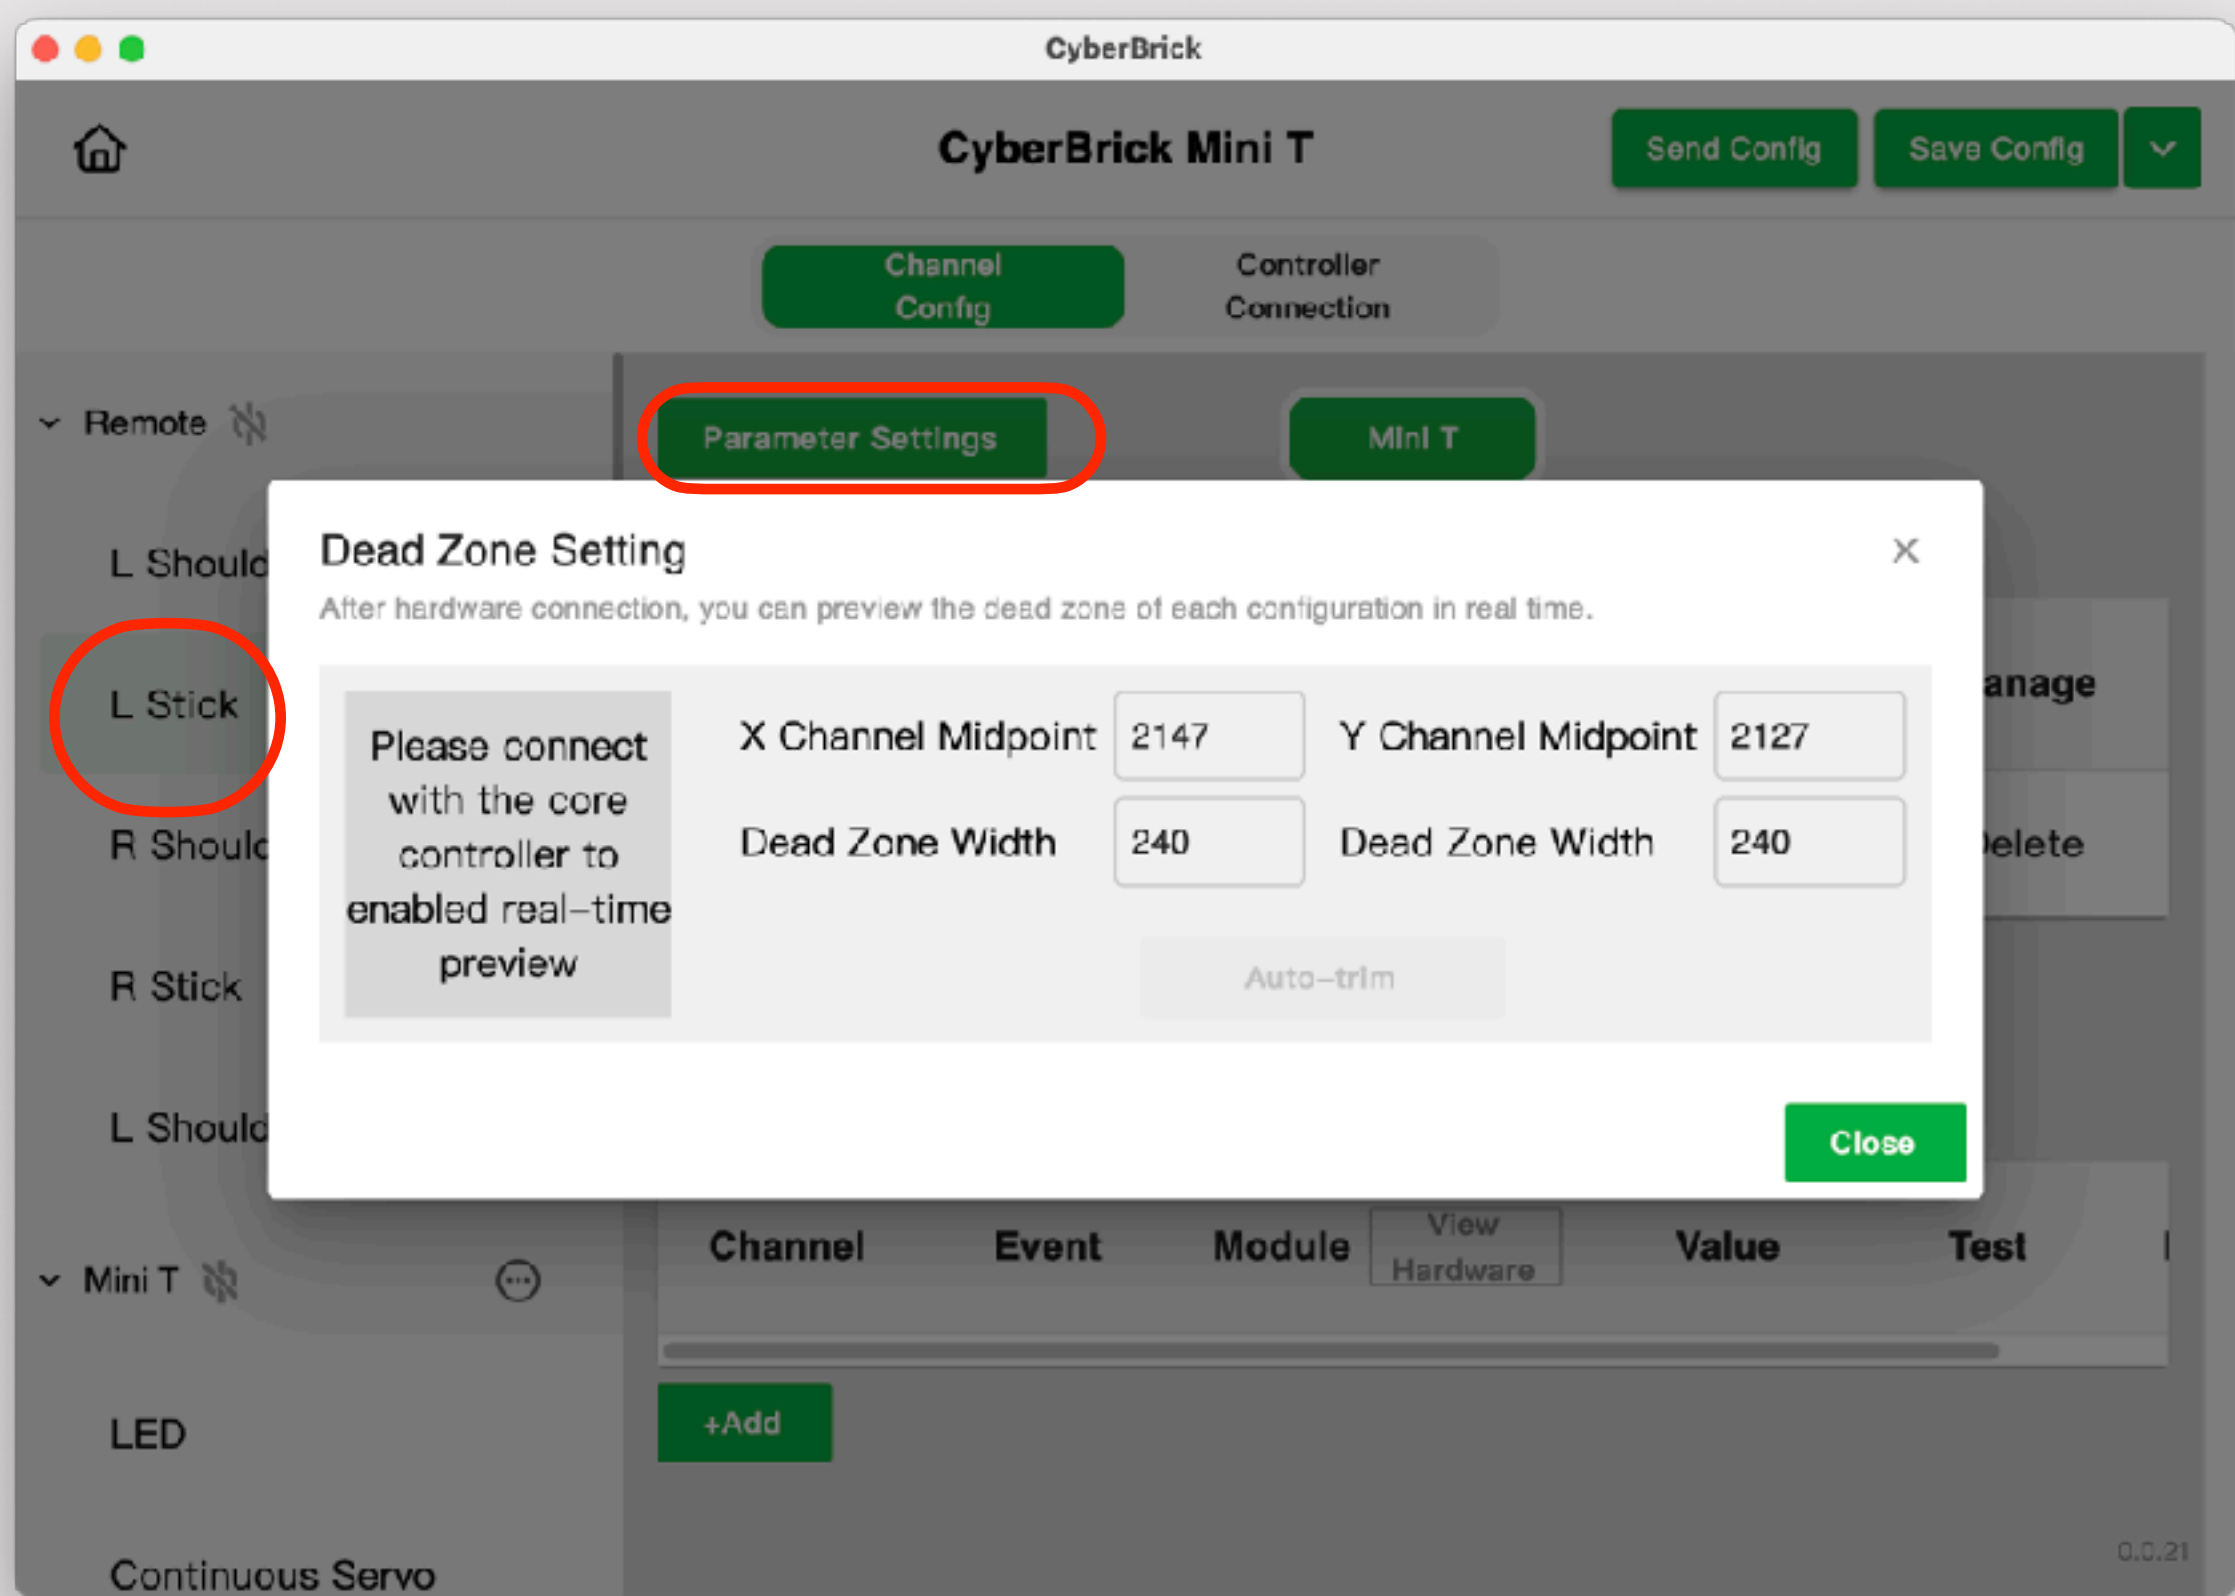 CyberBrick
CyberBrick Mini T
Send Config
Save Config
Channel
Config
Controller
Connection
Remote
Parameter Settings
Mini T
L Should
L Stick
R Should
R Stick
L Should
Dead Zone Setting
After hardware connection, you can preview the dead zone of each configuration in real time.
Please connect
with the core
controller to
enabled real-time
preview
X Channel Midpoint 2147 Y Channel Midpoint 2127
Dead Zone Width 240 Dead Zone Width 240
Auto-trim
Close
anage
elete
Mini T
Channel Event Module View Hardware Value Test
+Add
LED
Continuous Servo
0.0.21